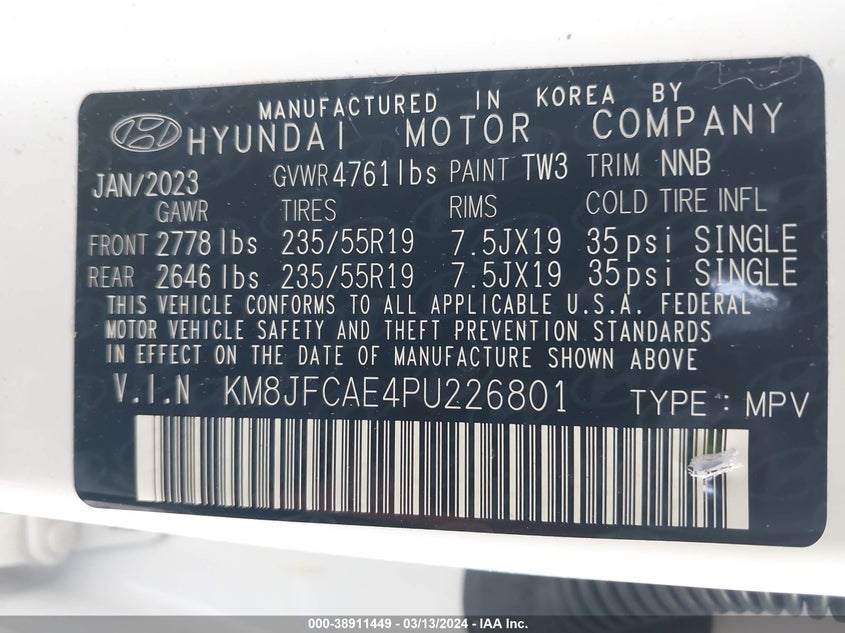 MANUFACTURED IN KOREA BY
HYUNDAI MOTOR COMPANY
JAN/2023 GVWR 4761lbs PAINT TW3 TRIM NNB
GAWR TIRES RIMS COLD TIRE INFL
FRONT 2778 lbs 235/55R19 7.5JX19 35psi SINGLE
REAR 2646 lbs 235/55R19 7.5JX19 35psi SINGLE
THIS VEHICLE CONFORMS TO ALL APPLICABLE U.S.A. FEDERAL
MOTOR VEHICLE SAFETY AND THEFT PREVENTION STANDARDS
IN EFFECT ON THE DATE OF MANUFACTURE SHOWN ABOVE
V.I.N KM8JFCAE4PU226801 TYPE : MPV
000-38911449 - 03/13/2024 - IAA Inc.